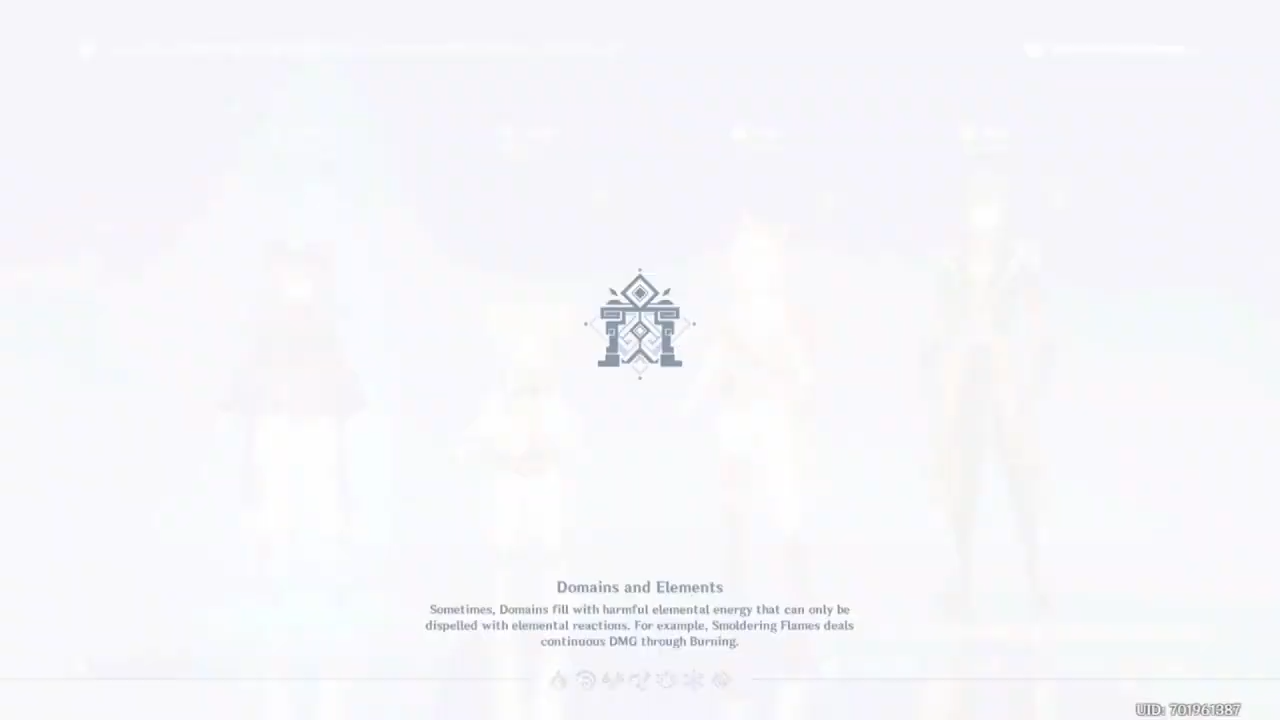 Domains and Elements
Sometimes, Domains fill with harmful elemental energy that can only be
dispelled with elemental reactions. For example, Smoldering Flames deals
continuous DMG through Burning.
UID: 701961387